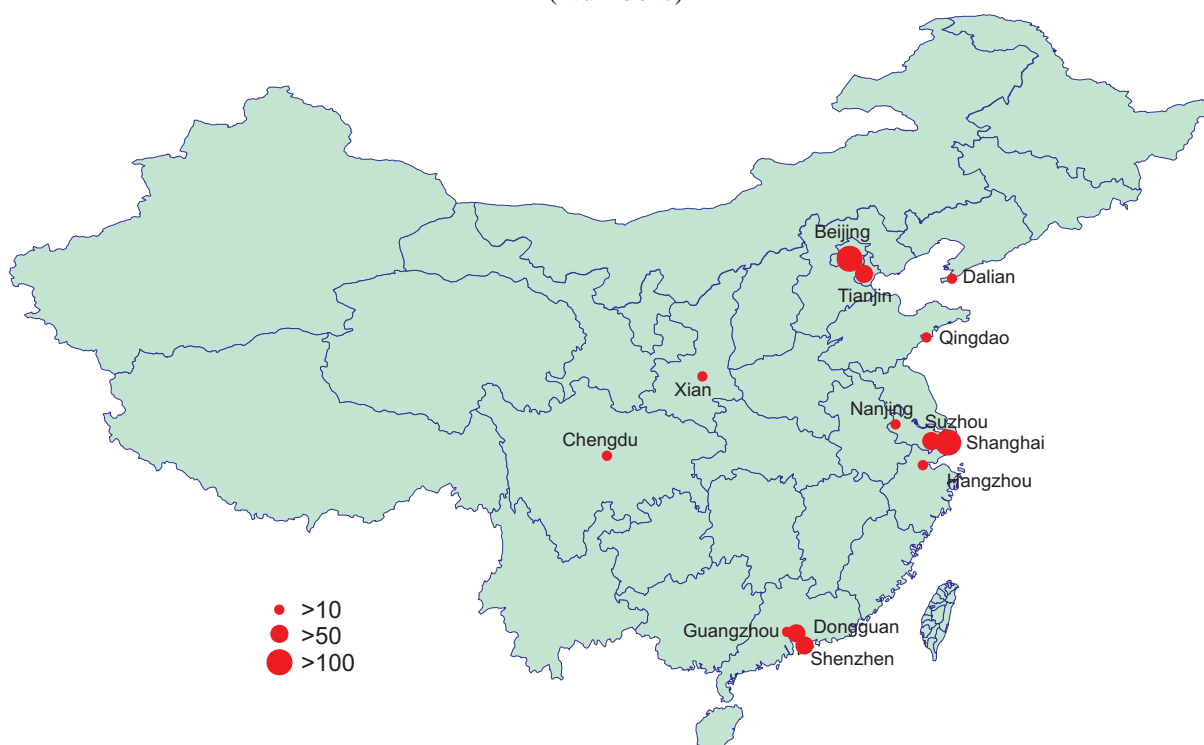 Beijing
Tianjin
Dalian
Qingdao
Xian
Nanjing
Suzhou
Shanghai
Chengdu
Hangzhou
Guangzhou
Dongguan
Shenzhen
>10
>50
>100